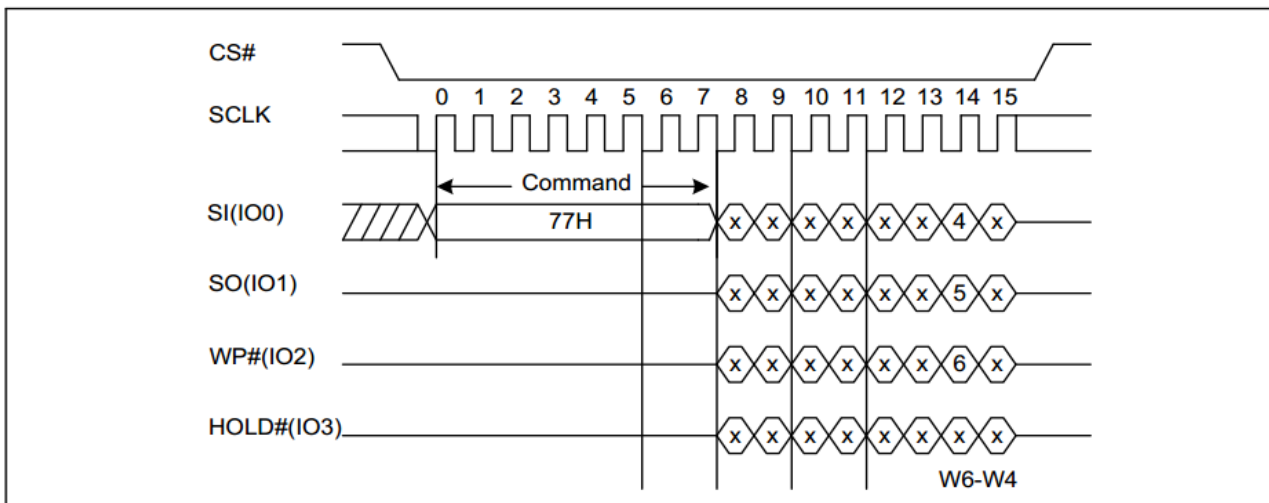 CS#
0 1 2 3 4 5 6 7 8 9 10 11 12 13 14 15
SCLK
Command
SI(IO0) 77H x x x x x x 4 x
SO(IO1) x x x x x x 5 x
WP#(IO2) x x x x x x 6 x
HOLD#(IO3) x x x x x x x x
W6-W4